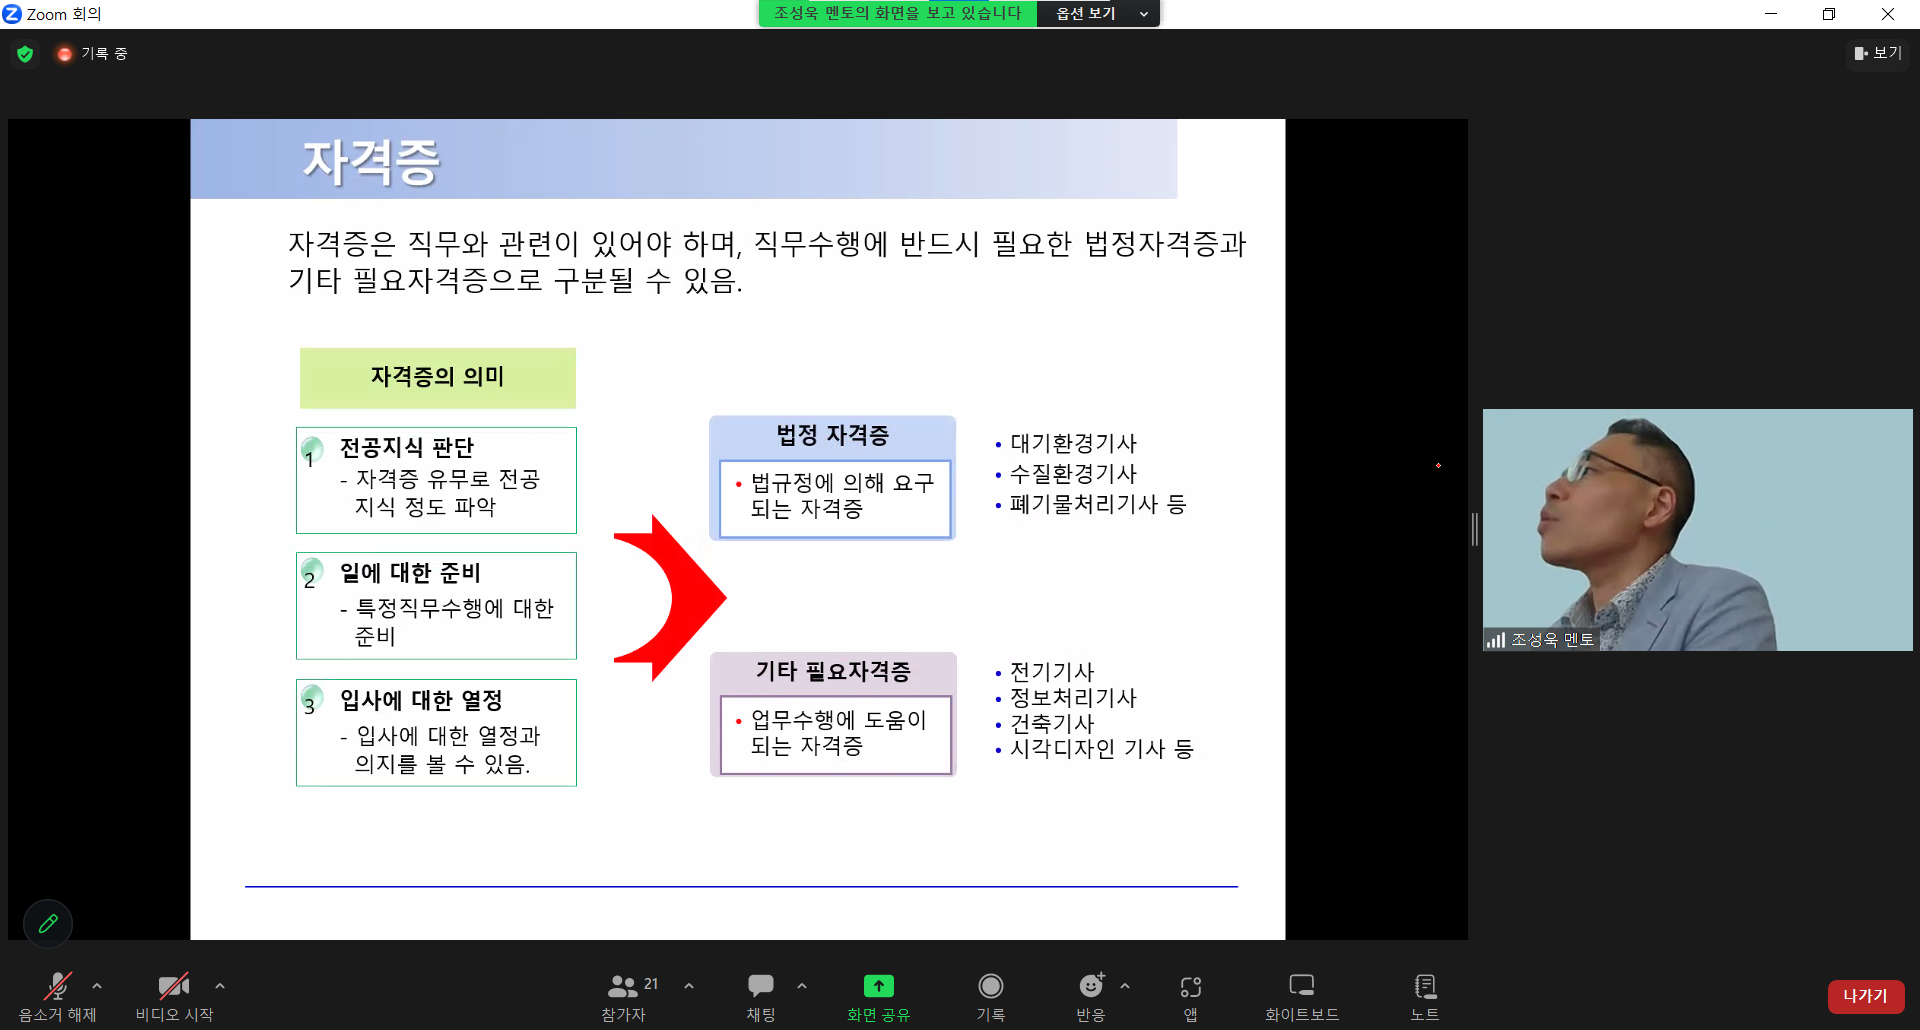 Zoom 회의
조성욱 멘토의 화면을 보고 있습니다
옵션 보기
기록 중
보기
자격증
자격증은 직무와 관련이 있어야 하며, 직무수행에 반드시 필요한 법정자격증과
기타 필요자격증으로 구분될 수 있음.
자격증의 의미
1
전공지식 판단
- 자격증 유무로 전공
지식 정도 파악
2
일에 대한 준비
- 특정직무수행에 대한
준비
3
입사에 대한 열정
- 입사에 대한 열정과
의지를 볼 수 있음.
법정 자격증
• 법규정에 의해 요구
되는 자격증
• 대기환경기사
• 수질환경기사
• 폐기물처리기사 등
기타 필요자격증
• 업무수행에 도움이
되는 자격증
• 전기기사
• 정보처리기사
• 건축기사
• 시각디자인 기사 등
조성욱 멘토
음소거 해제
비디오 시작
21
참가자
채팅
화면 공유
기록
반응
앱
화이트보드
노트
나가기